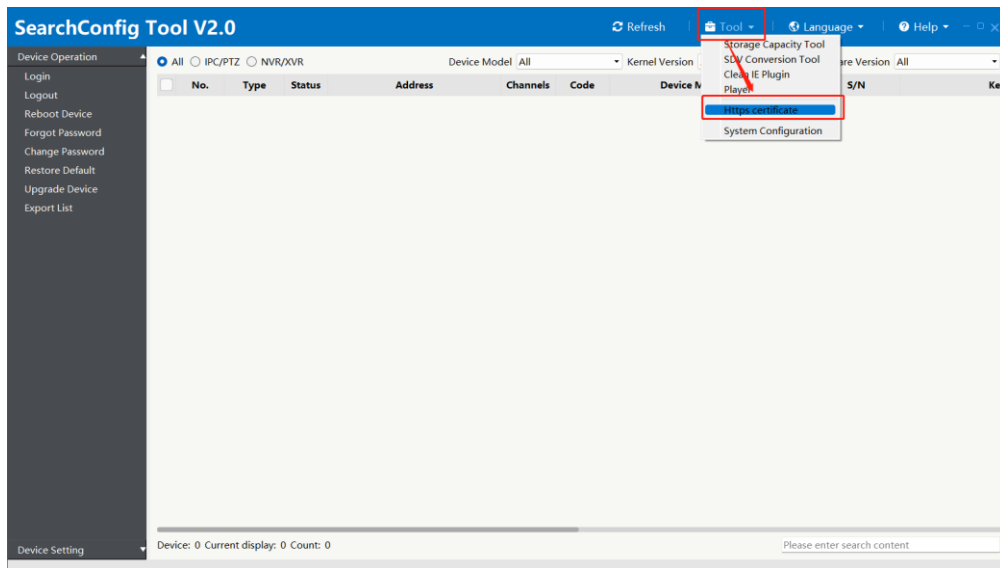 SearchConfig Tool V2.0
Refresh
Tool
Language
Help
Device Operation
Login
Logout
Reboot Device
Forgot Password
Change Password
Restore Default
Upgrade Device
Export List
Device Setting
All IPC/PTZ NVR/XVR Device Model All Kernel Version All
No. Type Status Address Channels Code S/N
Storage Capacity Tool
SDV Conversion Tool
Clean IE Plugin
Player
Https certificate
System Configuration
Device: 0 Current display: 0 Count: 0
Please enter search content